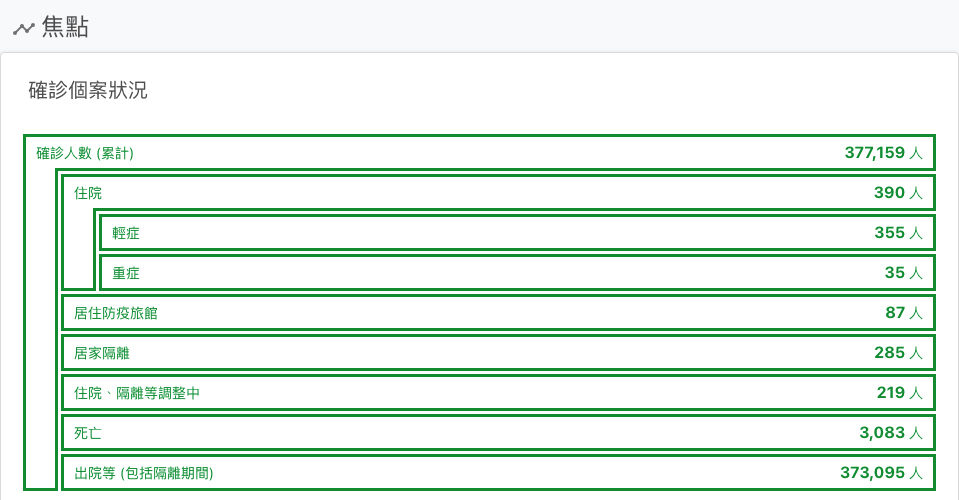 焦點
確診個案狀況
確診人數 (累計) 377,159 人
住院 390 人
輕症 355 人
重症 35 人
居住防疫旅館 87 人
居家隔離 285 人
住院、隔離等調整中 219 人
死亡 3,083 人
出院等 (包括隔離期間) 373,095 人